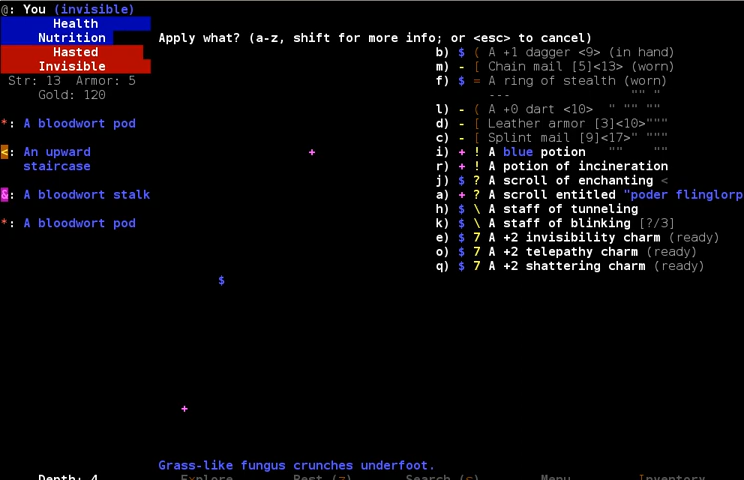 @: You (invisible)
Health
Nutrition
Hasted
Invisible
Str: 13 Armor: 5
Gold: 120
*: A bloodwort pod
<: An upward
staircase
&: A bloodwort stalk
*: A bloodwort pod
Apply what? (a-z, shift for more info; or <esc> to cancel)
b) $ ( A +1 dagger <9> (in hand)
m) - [ Chain mail [5]<13> (worn)
f) $ = A ring of stealth (worn)
--- "" "
l) - ( A +0 dart <10> " "" ""
d) - [ Leather armor [3]<10>"""
c) - [ Splint mail [9]<17>" """
i) + ! A blue potion "" ""
r) + ! A potion of incineration
j) $ ? A scroll of enchanting <
a) + ? A scroll entitled "poder flinglorp
h) $ \ A staff of tunneling
k) $ \ A staff of blinking [?/3]
e) $ 7 A +2 invisibility charm (ready)
o) $ 7 A +2 telepathy charm (ready)
q) $ 7 A +2 shattering charm (ready)
+
$
+
Grass-like fungus crunches underfoot.
Depth: 4 Explore Rest (z) Search (s) Menu Inventory